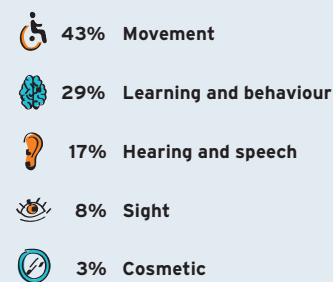 43% Movement
29% Learning and behaviour
17% Hearing and speech
8% Sight
3% Cosmetic